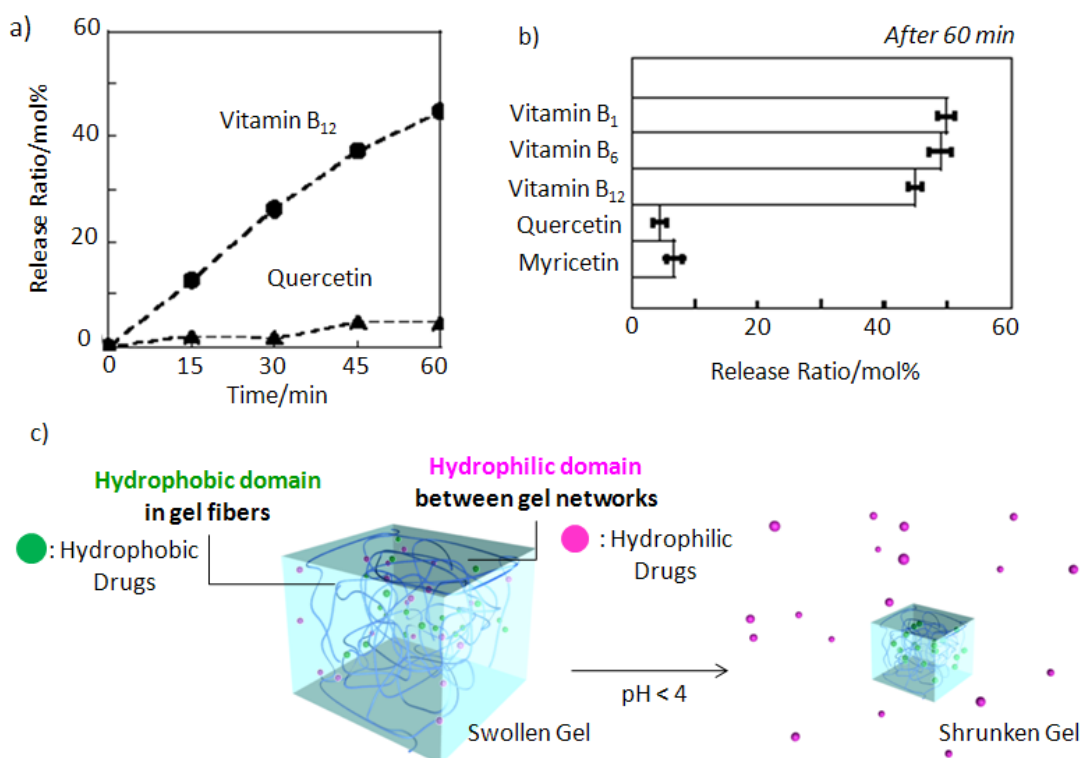 a)
60
40
20
0
Release Ratio/mol%
Vitamin B12
Quercetin
0 15 30 45 60
Time/min
b)
After 60 min
Vitamin B1
Vitamin B6
Vitamin B12
Quercetin
Myricetin
0 20 40 60
Release Ratio/mol%
c)
Hydrophobic domain
in gel fibers
: Hydrophobic
Drugs
Hydrophilic domain
between gel networks
: Hydrophilic
Drugs
pH < 4
Swollen Gel
Shrunken Gel